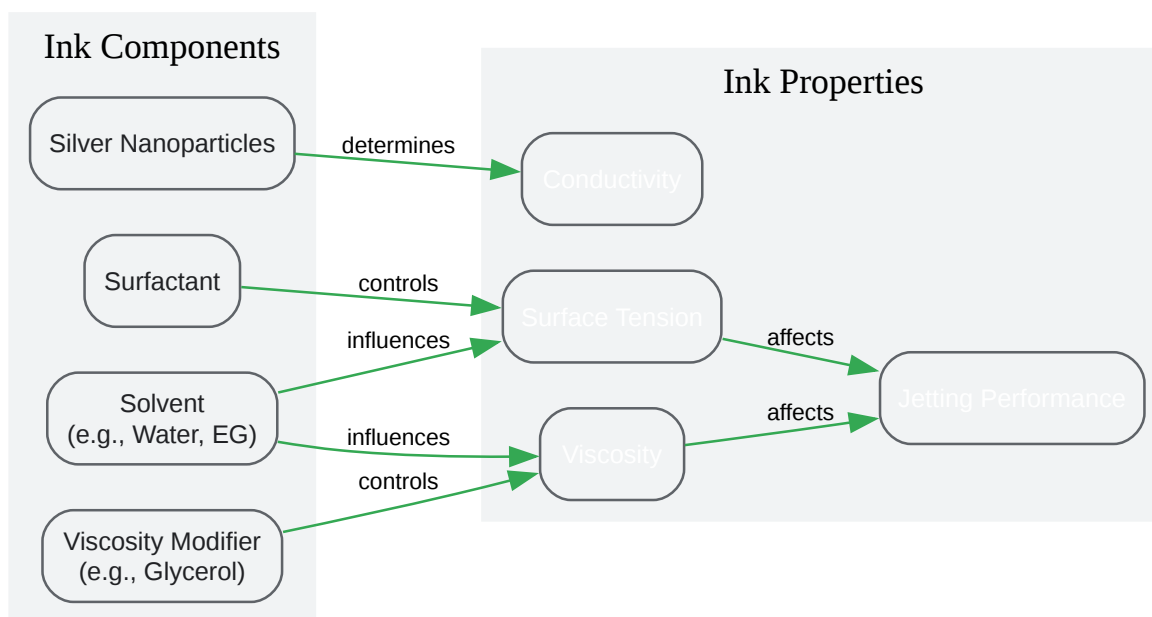 Ink Components
Silver Nanoparticles
Surfactant
Solvent
(e.g., Water, EG)
Viscosity Modifier
(e.g., Glycerol)
determines
controls
influences
influences
controls
Ink Properties
Conductivity
Surface Tension
Viscosity
affects
affects
Jetting Performance